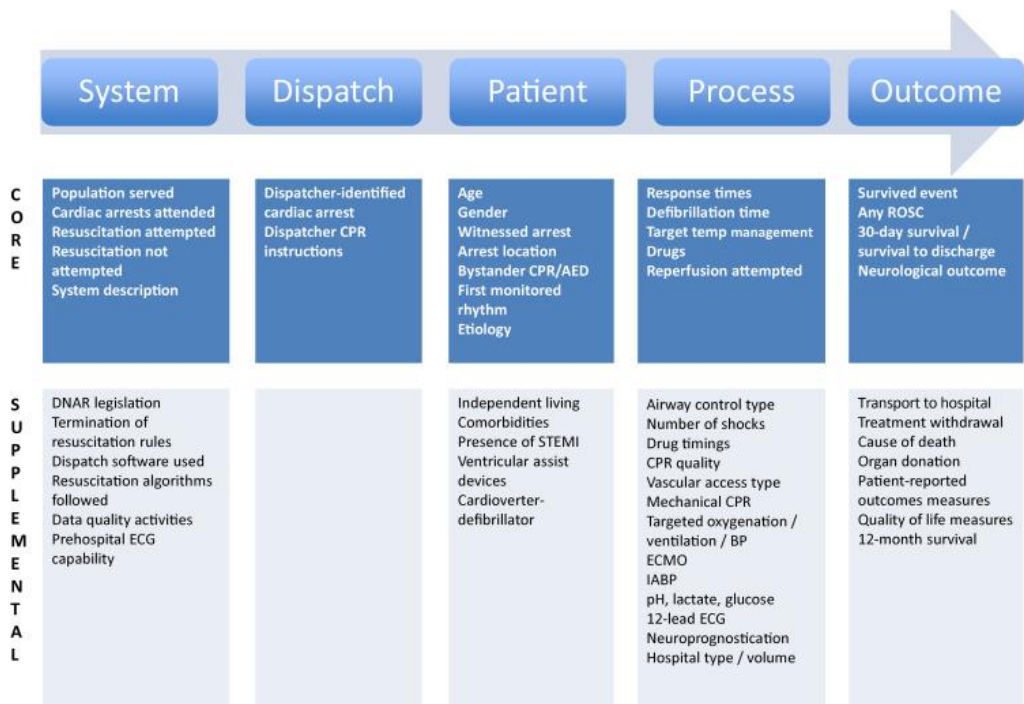 System
Dispatch
Patient
Process
Outcome
CORE
Population served
Cardiac arrests attended
Resuscitation attempted
Resuscitation not
attempted
System description
Dispatcher-identified
cardiac arrest
Dispatcher CPR
instructions
Age
Gender
Witnessed arrest
Arrest location
Bystander CPR/AED
First monitored
rhythm
Etiology
Response times
Defibrillation time
Target temp management
Drugs
Reperfusion attempted
Survived event
Any ROSC
30-day survival /
survival to discharge
Neurological outcome
SUPPLEMENTAL
DNAR legislation
Termination of
resuscitation rules
Dispatch software used
Resuscitation algorithms
followed
Data quality activities
Prehospital ECG
capability
Independent living
Comorbidities
Presence of STEMI
Ventricular assist
devices
Cardioverter-
defibrillator
Airway control type
Number of shocks
Drug timings
CPR quality
Vascular access type
Mechanical CPR
Targeted oxygenation /
ventilation / BP
ECMO
IABP
pH, lactate, glucose
12-lead ECG
Neuroprognostication
Hospital type / volume
Transport to hospital
Treatment withdrawal
Cause of death
Organ donation
Patient-reported
outcomes measures
Quality of life measures
12-month survival